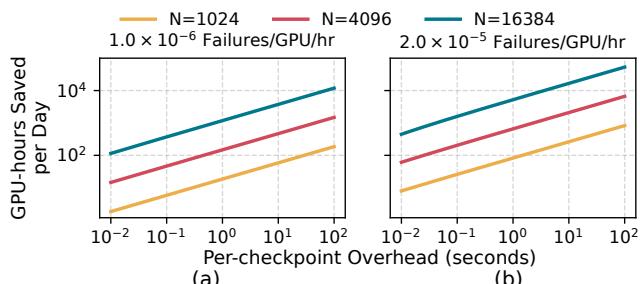 N=1024 N=4096 N=16384
1.0 × 10⁻⁶ Failures/GPU/hr 2.0 × 10⁻⁵ Failures/GPU/hr
GPU-hours Saved
per Day
10⁴
10²
10⁻² 10⁻¹ 10⁰ 10¹ 10² 10⁻² 10⁻¹ 10⁰ 10¹ 10²
Per-checkpoint Overhead (seconds)
(a) (b)